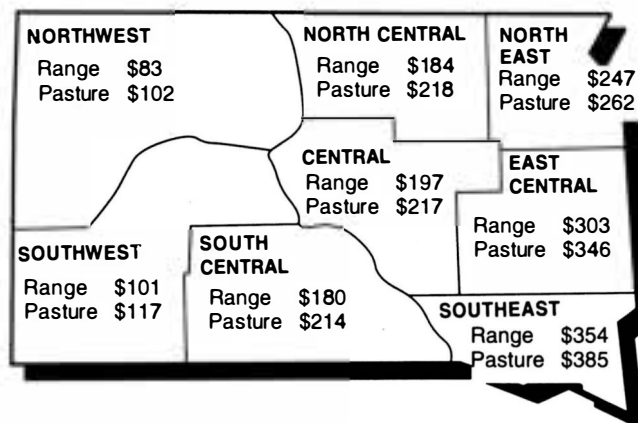 NORTHWEST
Range $83
Pasture $102
NORTH CENTRAL
Range $184
Pasture $218
NORTH
EAST
Range $247
Pasture $262
CENTRAL
Range $197
Pasture $217
EAST
CENTRAL
Range $303
Pasture $346
SOUTHWEST
Range $101
Pasture $117
SOUTH
CENTRAL
Range $180
Pasture $214
SOUTHEAST
Range $354
Pasture $385